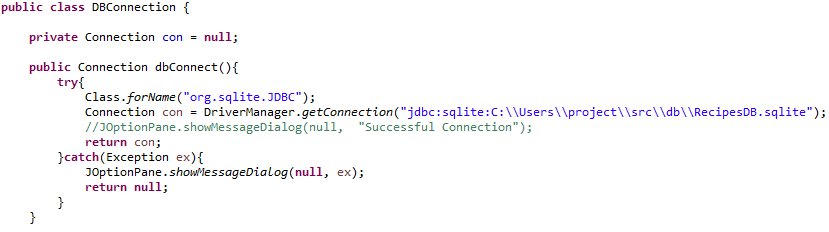 public class DBConnection {
private Connection con = null;
public Connection dbConnect(){
try{
Class.forName("org.sqlite.JDBC");
Connection con = DriverManager.getConnection("jdbc:sqlite:C:\\Users\\project\\src\\db\\RecipesDB.sqlite");
//JOptionPane.showMessageDialog(null,  "Successful Connection");
return con;
}catch(Exception ex){
JOptionPane.showMessageDialog(null, ex);
return null;
}
}